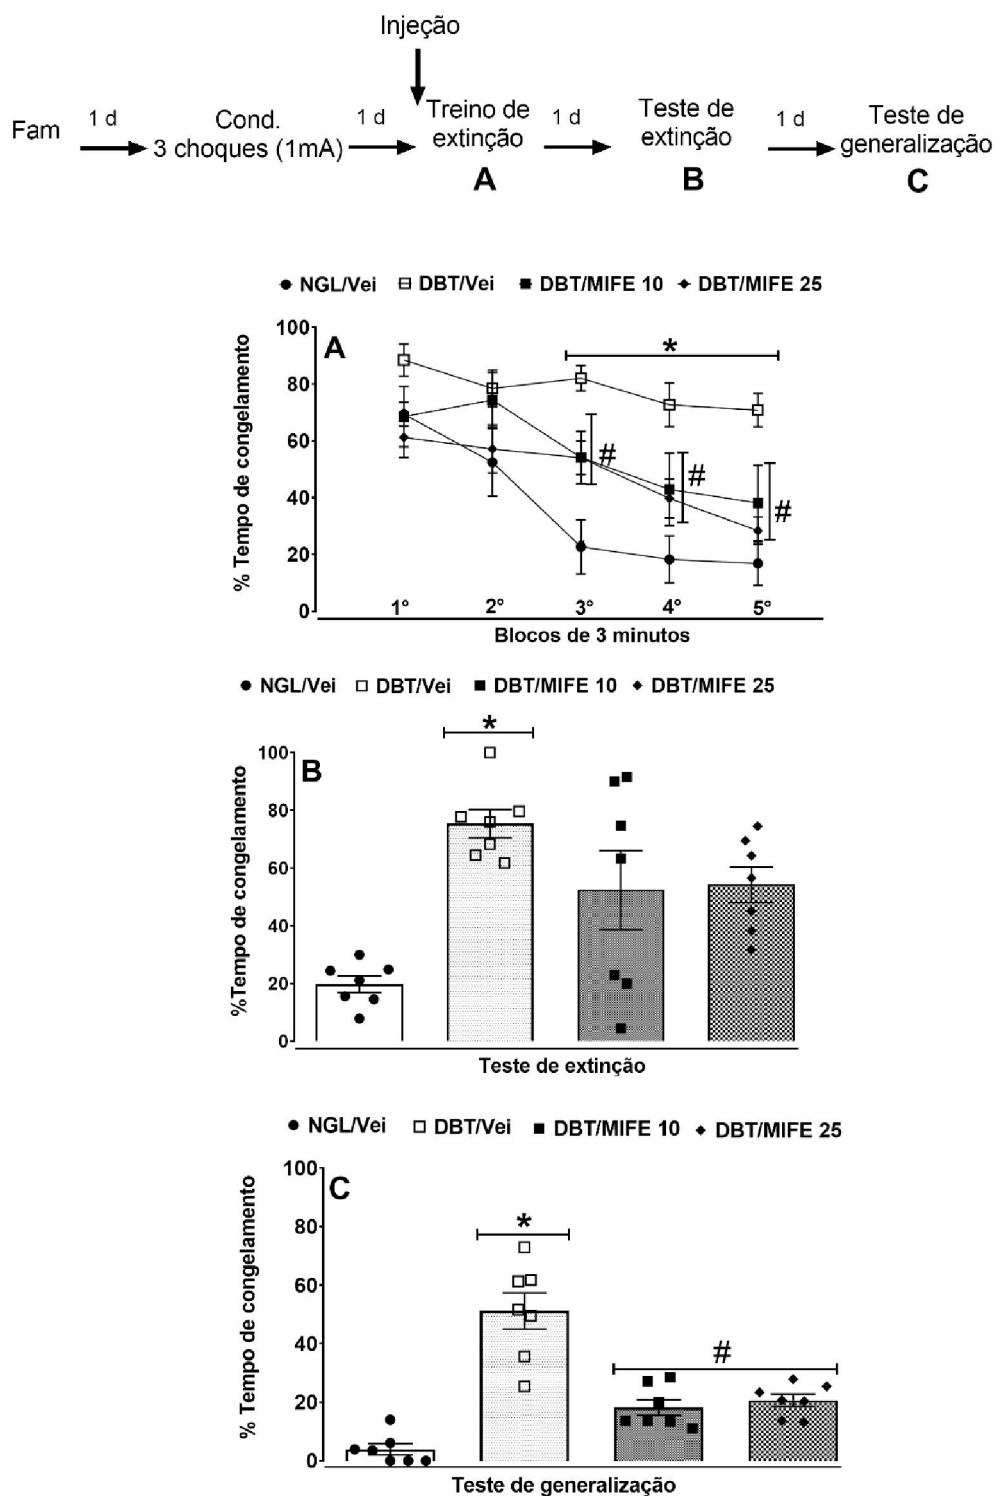 Injeção
Fam
1 d
Cond.
3 choques (1mA)
1 d
Treino de
extinção
A
1 d
Teste de
extinção
B
1 d
Teste de
generalização
C
NGL/Vei DBT/Vei DBT/MIFE 10 DBT/MIFE 25
A
% Tempo de congelamento
100
80
60
40
20
0
*
#
#
#
1° 2° 3° 4° 5°
Blocos de 3 minutos
NGL/Vei DBT/Vei DBT/MIFE 10 DBT/MIFE 25
B
%Tempo de congelamento
100
80
60
40
20
0
*
Teste de extinção
NGL/Vei DBT/Vei DBT/MIFE 10 DBT/MIFE 25
C
% Tempo de congelamento
100
80
60
40
20
0
*
#
Teste de generalização